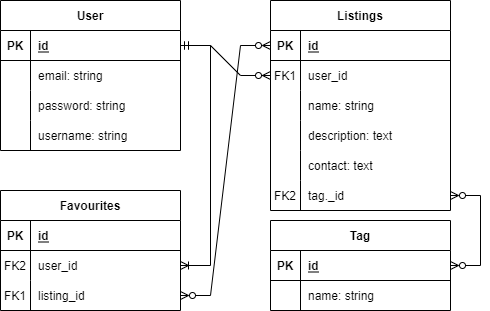 User
PK id
email: string
password: string
username: string
Listings
PK id
FK1 user_id
name: string
description: text
contact: text
FK2 tag._id
Favourites
PK id
FK2 user_id
FK1 listing_id
Tag
PK id
name: string